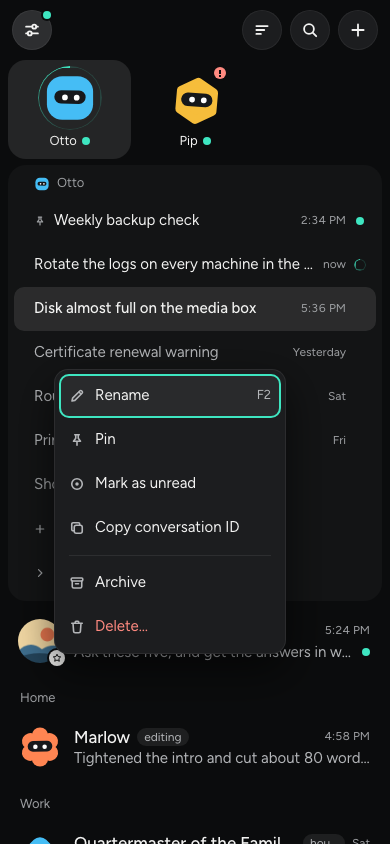 Otto
Pip
Otto
Weekly backup check 2:34 PM
Rotate the logs on every machine in the ... now
Disk almost full on the media box 5:36 PM
Certificate renewal warning Yesterday
Sat
Fri
Rename F2
Pin
Mark as unread
Copy conversation ID
Archive
Delete...
5:24 PM
Ask these five, and get the answers in w...
Home
Marlow editing 4:58 PM
Tightened the intro and cut about 80 word...
Work
Quartermaster of the Famil... hou... Sat